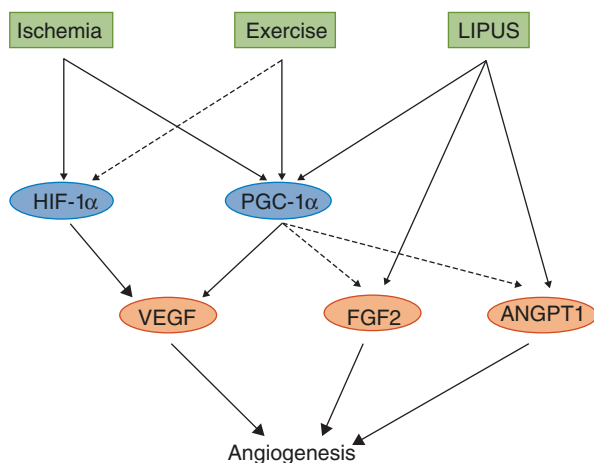 Ischemia
Exercise
LIPUS
HIF-1α
PGC-1α
VEGF
FGF2
ANGPT1
Angiogenesis